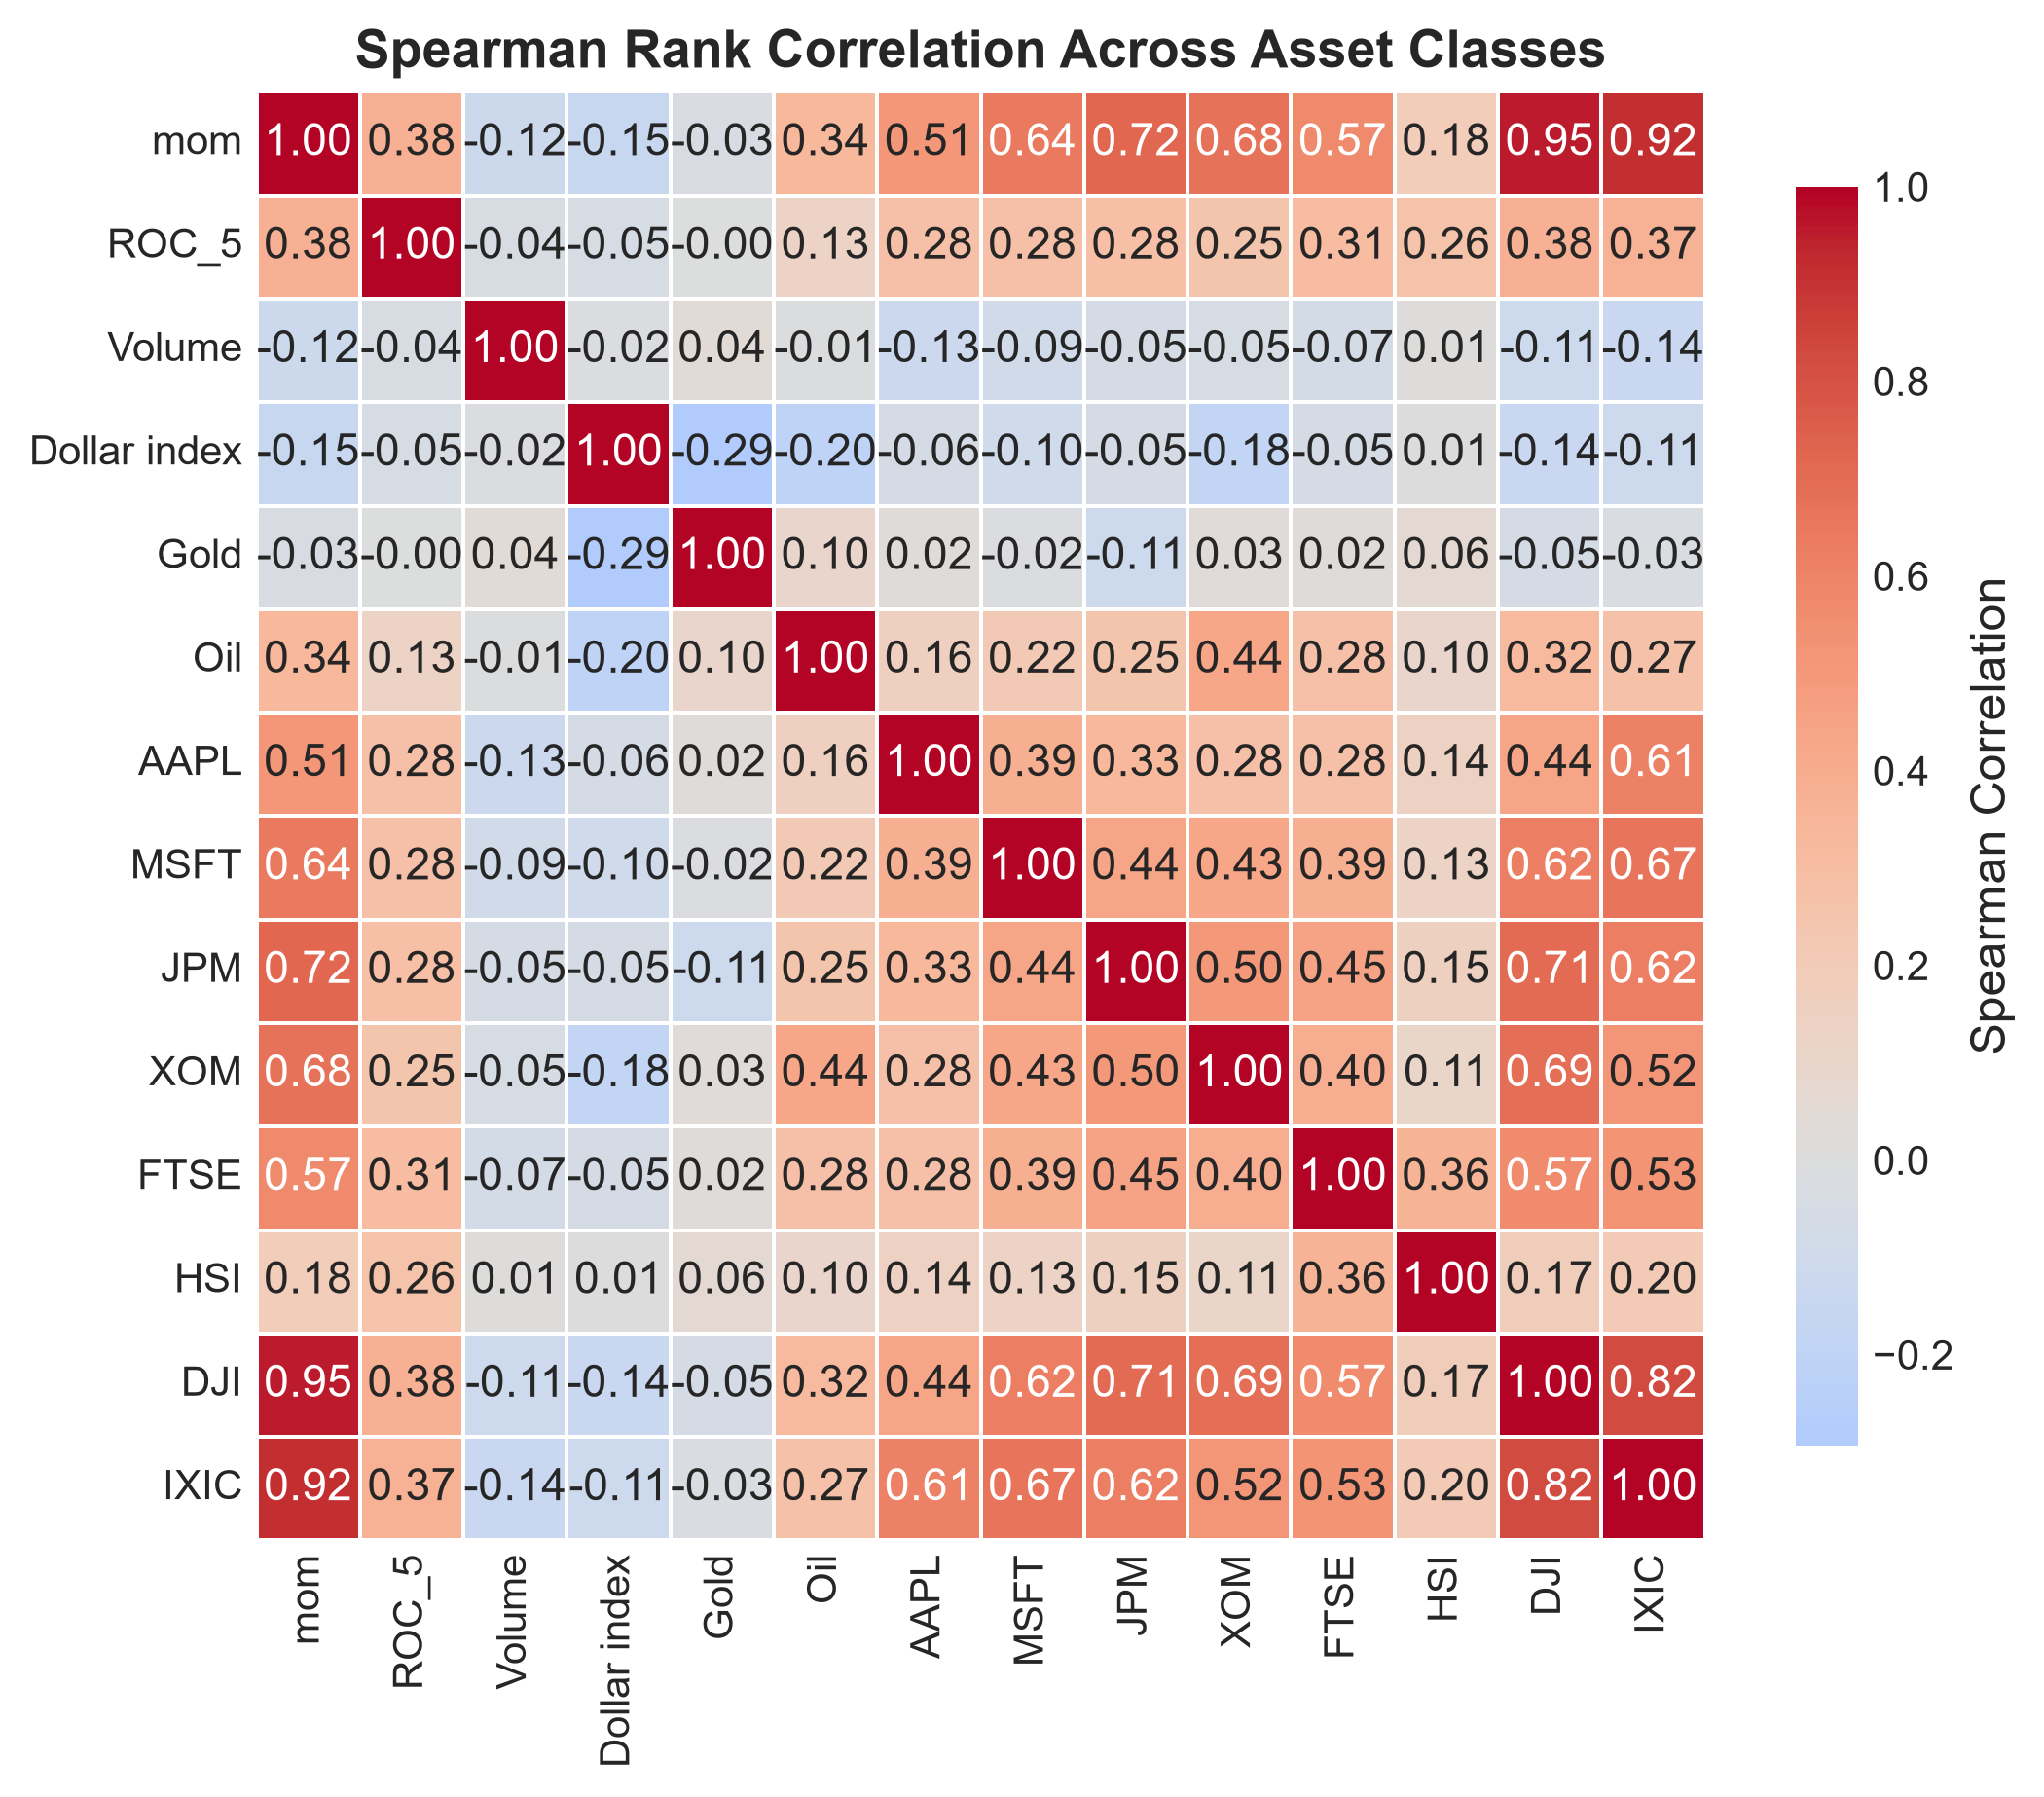 Spearman Rank Correlation Across Asset Classes
mom 1.00 0.38 -0.12 -0.15 -0.03 0.34 0.51 0.64 0.72 0.68 0.57 0.18 0.95 0.92
ROC_5 0.38 1.00 -0.04 -0.05 -0.00 0.13 0.28 0.28 0.28 0.25 0.31 0.26 0.38 0.37
Volume -0.12 -0.04 1.00 -0.02 0.04 -0.01 -0.13 -0.09 -0.05 -0.05 -0.07 0.01 -0.11 -0.14
Dollar index -0.15 -0.05 -0.02 1.00 -0.29 -0.20 -0.06 -0.10 -0.05 -0.18 -0.05 0.01 -0.14 -0.11
Gold -0.03 -0.00 0.04 -0.29 1.00 0.10 0.02 -0.02 -0.11 0.03 0.02 0.06 -0.05 -0.03
Oil 0.34 0.13 -0.01 -0.20 0.10 1.00 0.16 0.22 0.25 0.44 0.28 0.10 0.32 0.27
AAPL 0.51 0.28 -0.13 -0.06 0.02 0.16 1.00 0.39 0.33 0.28 0.28 0.14 0.44 0.61
MSFT 0.64 0.28 -0.09 -0.10 -0.02 0.22 0.39 1.00 0.44 0.43 0.39 0.13 0.62 0.67
JPM 0.72 0.28 -0.05 -0.05 -0.11 0.25 0.33 0.44 1.00 0.50 0.45 0.15 0.71 0.62
XOM 0.68 0.25 -0.05 -0.18 0.03 0.44 0.28 0.43 0.50 1.00 0.40 0.11 0.69 0.52
FTSE 0.57 0.31 -0.07 -0.05 0.02 0.28 0.28 0.39 0.45 0.40 1.00 0.36 0.57 0.53
HSI 0.18 0.26 0.01 0.01 0.06 0.10 0.14 0.13 0.15 0.11 0.36 1.00 0.17 0.20
DJI 0.95 0.38 -0.11 -0.14 -0.05 0.32 0.44 0.62 0.71 0.69 0.57 0.17 1.00 0.82
IXIC 0.92 0.37 -0.14 -0.11 -0.03 0.27 0.61 0.67 0.62 0.52 0.53 0.20 0.82 1.00
mom ROC_5 Volume Dollar index Gold Oil AAPL MSFT JPM XOM FTSE HSI DJI IXIC
1.0
0.8
0.6
0.4
0.2
0.0
−0.2
Spearman Correlation